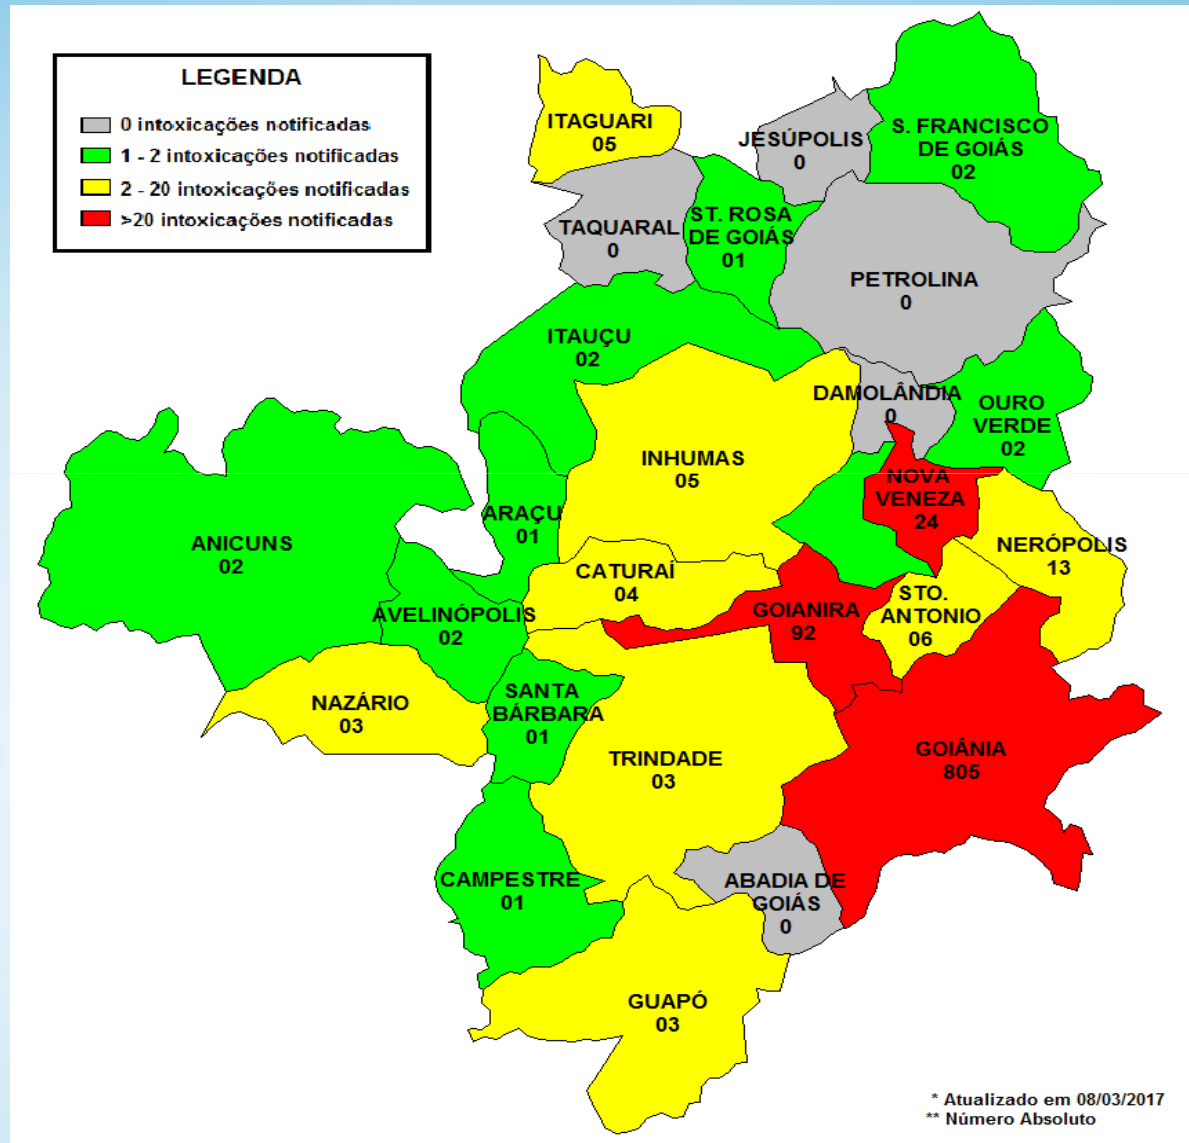 LEGENDA
0 intoxicações notificadas
1 - 2 intoxicações notificadas
2 - 20 intoxicações notificadas
>20 intoxicações notificadas
ITAGUARI
05
JESÚPOLIS
0
S. FRANCISCO
DE GOIÁS
02
TAQUARAL
0
ST. ROSA
DE GOIÁS
01
PETROLINA
0
ITAUÇU
02
DAMOLÂNDIA
0
OURO
VERDE
02
INHUMAS
05
NOVA
VENEZA
24
ARAÇU
01
ANICUNS
02
NERÓPOLIS
13
CATURAÍ
04
STO.
ANTONIO
06
GOIANIRA
92
AVELINÓPOLIS
02
NAZÁRIO
03
SANTA
BÁRBARA
01
TRINDADE
03
GOIÂNIA
805
CAMPESTRE
01
ABADIA DE
GOIÁS
0
GUAPÓ
03
* Atualizado em 08/03/2017
** Número Absoluto